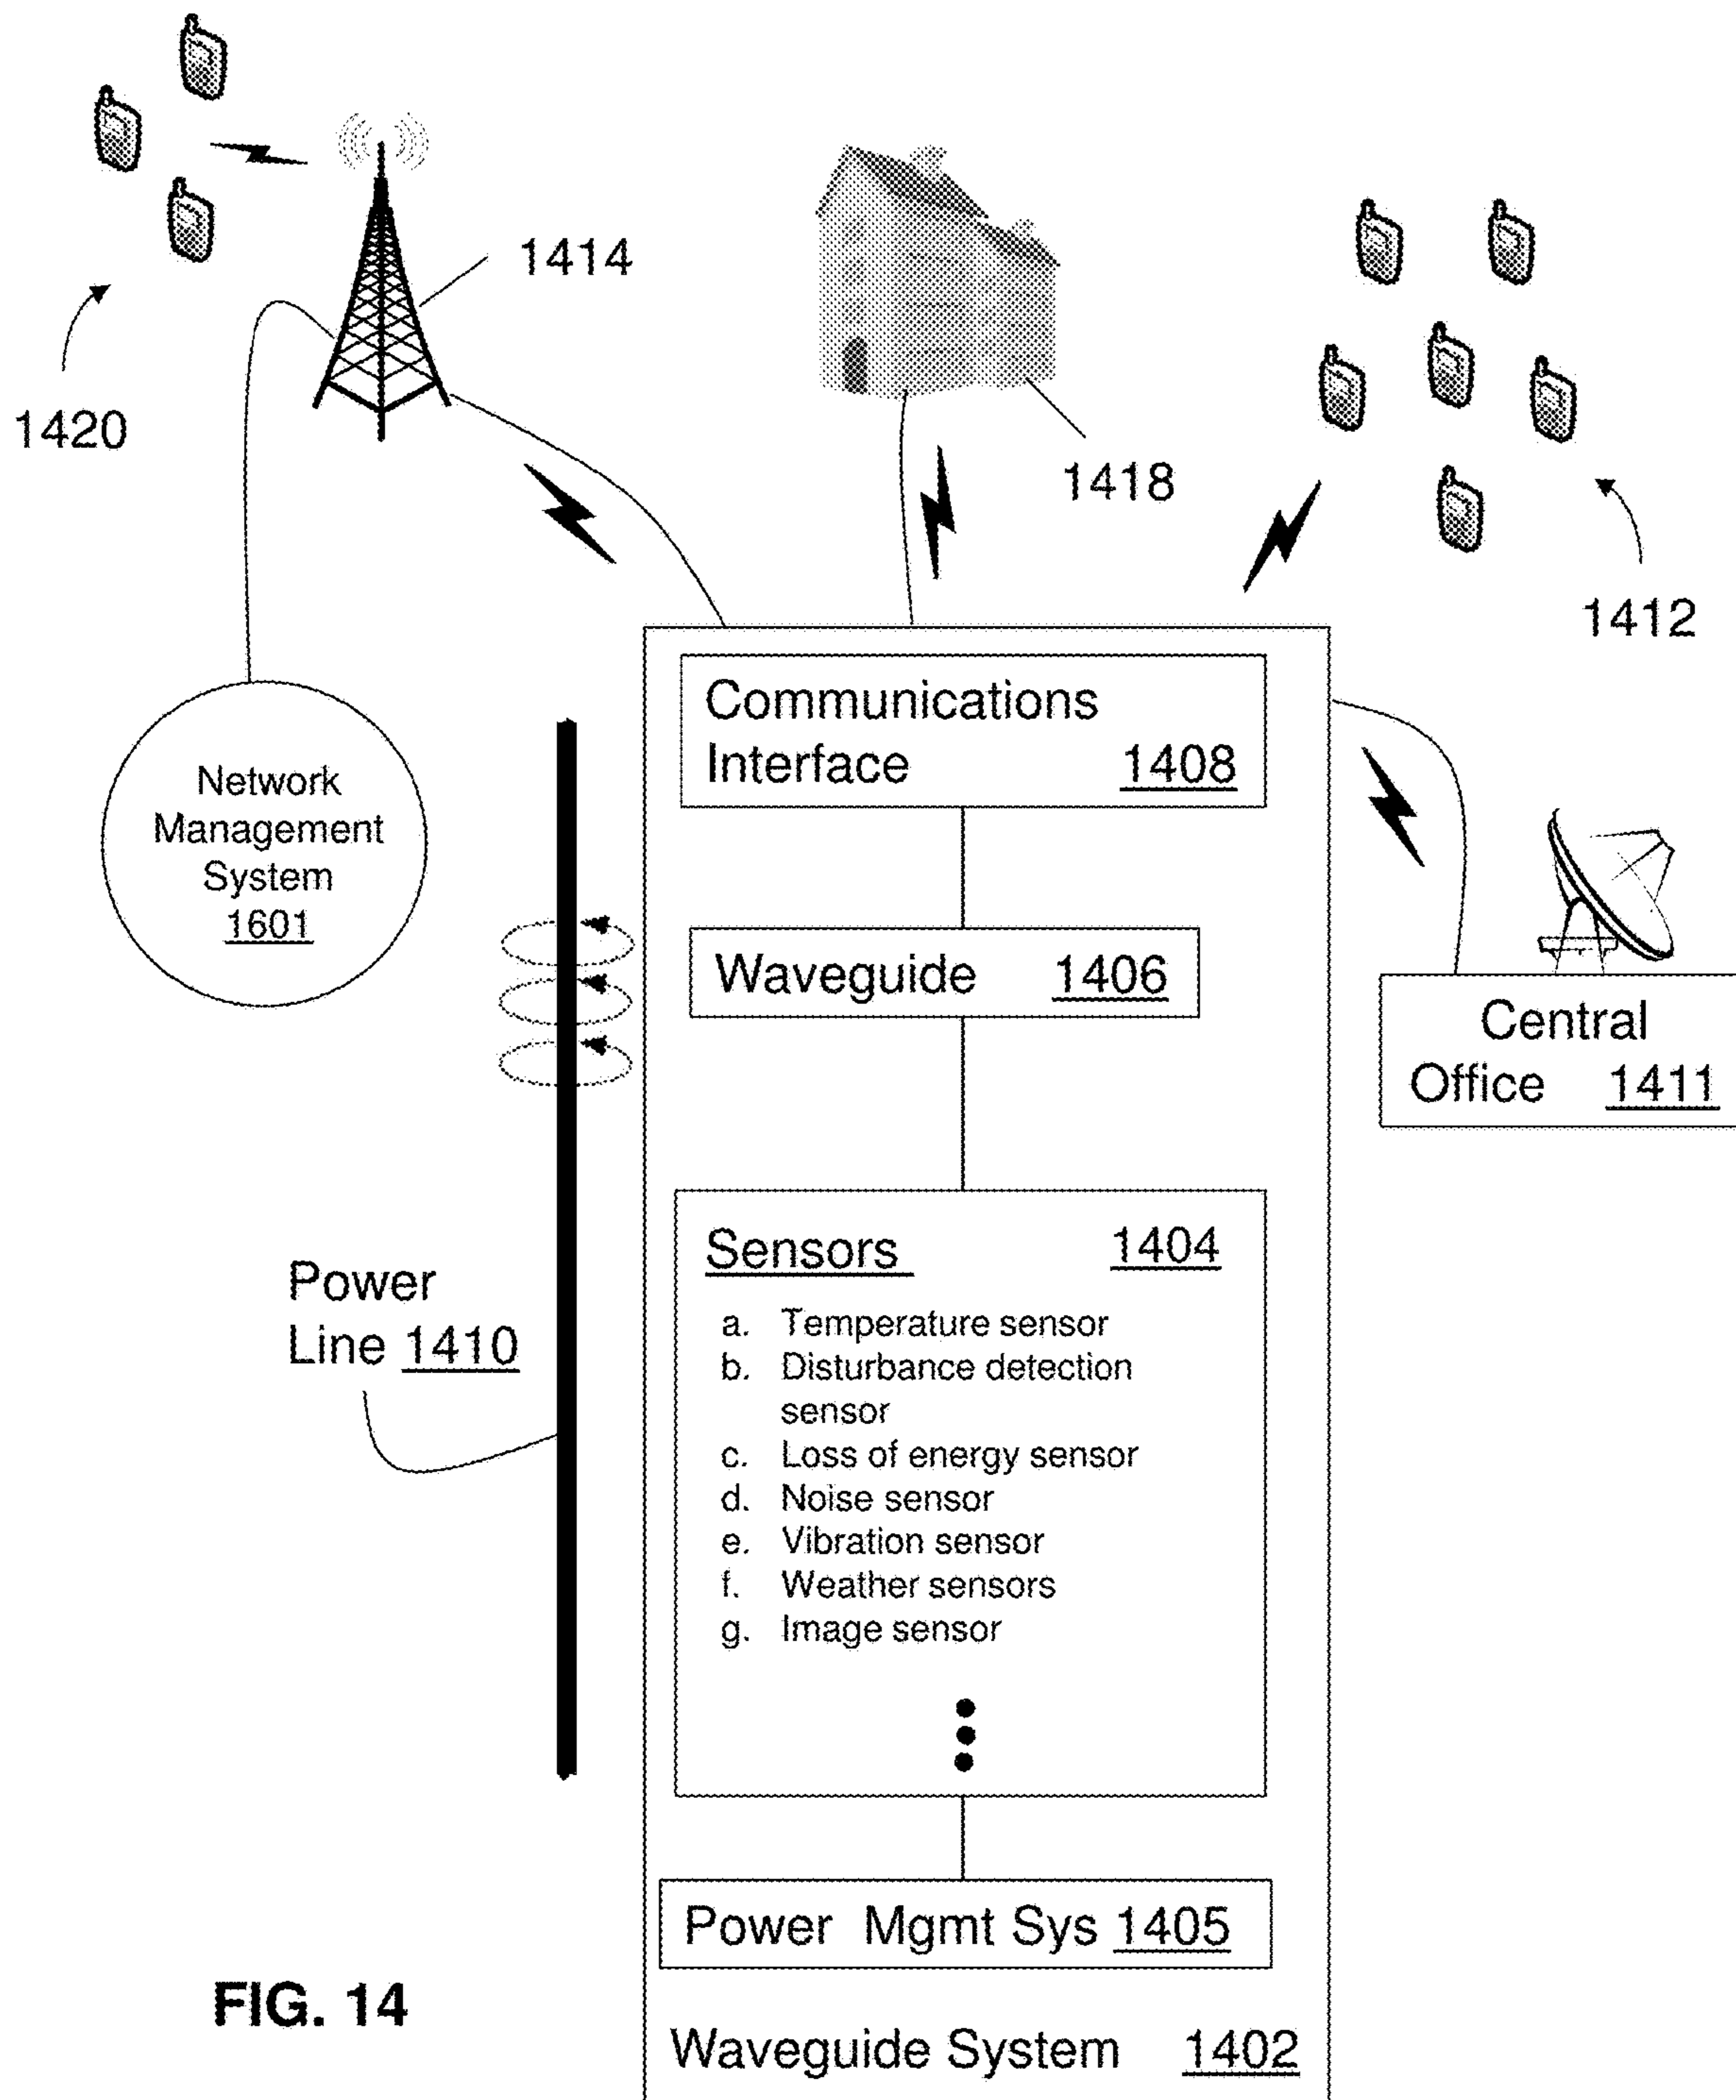 1414
1420
1418
1412
Communications
Interface 1408
Network
Management
System
1601
Waveguide 1406
Central
Office 1411
Sensors 1404
a. Temperature sensor
b. Disturbance detection
sensor
c. Loss of energy sensor
d. Noise sensor
e. Vibration sensor
f. Weather sensors
g. Image sensor
Power
Line 1410
Power Mgmt Sys 1405
FIG. 14
Waveguide System 1402